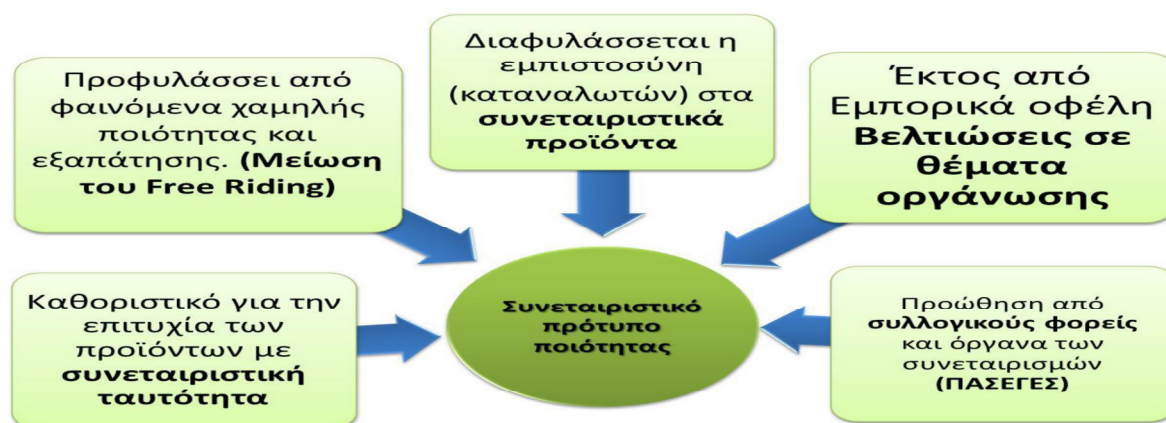 Προφυλάσσει από
φαινόμενα χαμηλής
ποιότητας και
εξαπάτησης. (Μείωση
του Free Riding)
Διαφυλάσσεται η
εμπιστοσύνη
(καταναλωτών) στα
συνεταιριστικά
προϊόντα
Έκτος από
Εμπορικά οφέλη
Βελτιώσεις σε
θέματα
οργάνωσης
Καθοριστικό για την
επιτυχία των
προϊόντων με
συνεταιριστική
ταυτότητα
Συνεταιριστικό
πρότυπο
ποιότητας
Προώθηση από
συλλογικούς φορείς
και όργανα των
συνεταιρισμών
(ΠΑΣΕΓΕΣ)